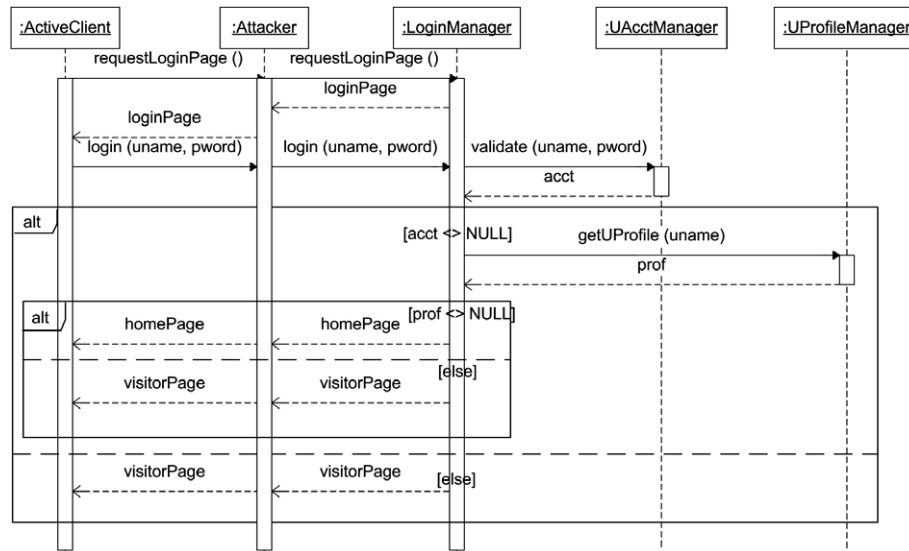 :ActiveClient :Attacker :LoginManager :UAcctManager :UProfileManager
requestLoginPage () requestLoginPage ()
loginPage
loginPage
login (uname, pword) login (uname, pword) validate (uname, pword)
acct
alt
[acct <> NULL] getUProfile (uname)
prof
alt [prof <> NULL]
homePage homePage
[else]
visitorPage visitorPage
visitorPage visitorPage
[else]